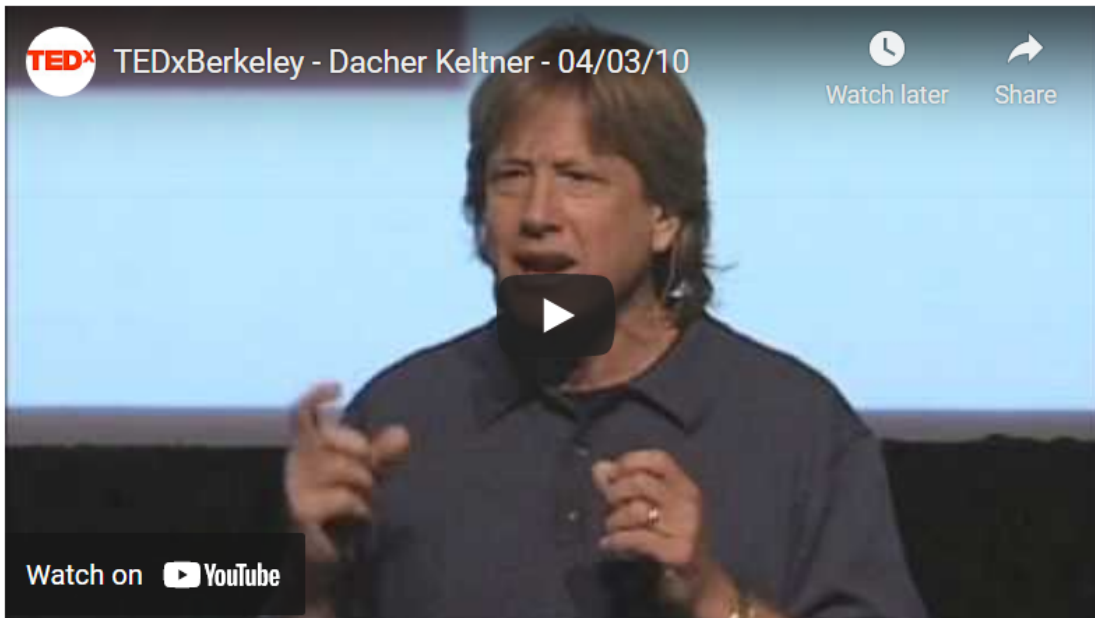 TEDx
TEDxBerkeley - Dacher Keltner - 04/03/10
Watch later
Share
Watch on YouTube